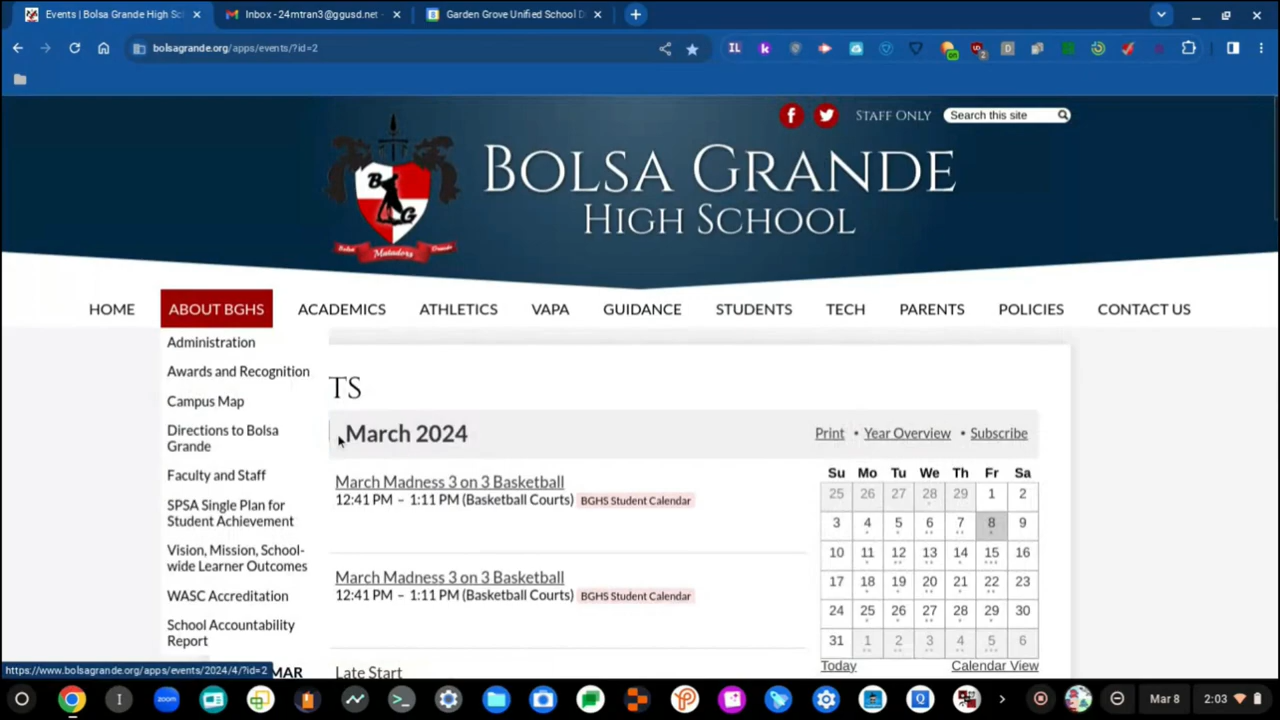 Events | Bolsa Grande High Sc
Inbox - 24mtran3@ggusd.net -
Garden Grove Unified School D
bolsagrande.org/apps/events/?id=2
STAFF ONLY
Search this site
BOLSA GRANDE
HIGH SCHOOL
B
G
Bolsa Matadors Grande
HOME
ABOUT BGHS
ACADEMICS
ATHLETICS
VAPA
GUIDANCE
STUDENTS
TECH
PARENTS
POLICIES
CONTACT US
Administration
Awards and Recognition
Campus Map
Directions to Bolsa
Grande
Faculty and Staff
SPSA Single Plan for
Student Achievement
Vision, Mission, School-
wide Learner Outcomes
WASC Accreditation
School Accountability
Report
TS
March 2024
Print • Year Overview • Subscribe
March Madness 3 on 3 Basketball
12:41 PM – 1:11 PM (Basketball Courts) BGHS Student Calendar
March Madness 3 on 3 Basketball
12:41 PM – 1:11 PM (Basketball Courts) BGHS Student Calendar
MAR
Late Start
Su Mo Tu We Th Fr Sa
25 26 27 28 29 1 2
3 4 5 6 7 8 9
10 11 12 13 14 15 16
17 18 19 20 21 22 23
24 25 26 27 28 29 30
31 1 2 3 4 5 6
Today
Calendar View
https://www.bolsagrande.org/apps/events/2024/4/?id=2
zoom
Mar 8
2:03